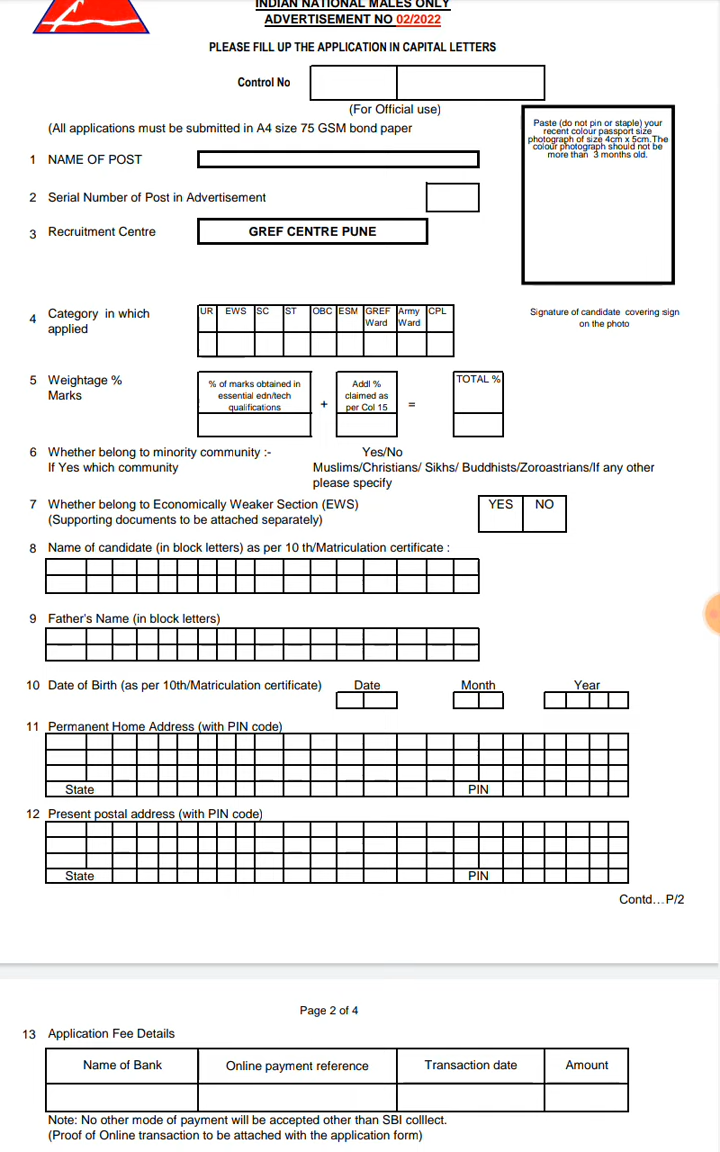 INDIAN NATIONAL MALES ONLY
ADVERTISEMENT NO 02/2022
PLEASE FILL UP THE APPLICATION IN CAPITAL LETTERS
Control No
(For Official use)
(All applications must be submitted in A4 size 75 GSM bond paper
Paste (do not pin or staple) your
recent colour passport size
photograph of size 4cm x 5cm.The
colour photograph should not be
more than 3 months old.
1 NAME OF POST
2 Serial Number of Post in Advertisement
3 Recruitment Centre GREF CENTRE PUNE
Signature of candidate covering sign
on the photo
4 Category in which
applied
UR EWS SC ST OBC ESM GREF Army CPL
Ward Ward
5 Weightage %
Marks
% of marks obtained in
essential edn/tech
qualifications
+
Addl %
claimed as
per Col 15
=
TOTAL %
6 Whether belong to minority community :- Yes/No
If Yes which community Muslims/Christians/ Sikhs/ Buddhists/Zoroastrians/If any other
please specify
7 Whether belong to Economically Weaker Section (EWS) YES NO
(Supporting documents to be attached separately)
8 Name of candidate (in block letters) as per 10 th/Matriculation certificate :
9 Father's Name (in block letters)
10 Date of Birth (as per 10th/Matriculation certificate) Date Month Year
11 Permanent Home Address (with PIN code)
State PIN
12 Present postal address (with PIN code)
State PIN
Contd…P/2
Page 2 of 4
13 Application Fee Details
Name of Bank Online payment reference Transaction date Amount
Note: No other mode of payment will be accepted other than SBI colllect.
(Proof of Online transaction to be attached with the application form)